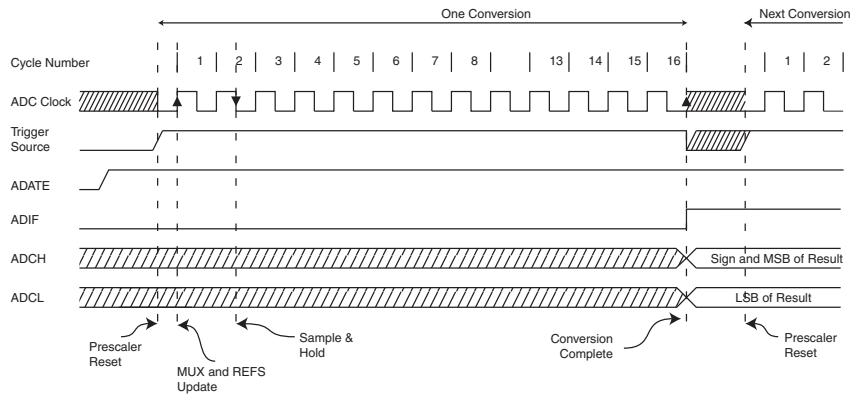 One Conversion
Next Conversion
Cycle Number
1 2 3 4 5 6 7 8 13 14 15 16 1 2
ADC Clock
Trigger
Source
ADATE
ADIF
ADCH
Sign and MSB of Result
ADCL
LSB of Result
Prescaler
Reset
MUX and REFS
Update
Sample &
Hold
Conversion
Complete
Prescaler
Reset